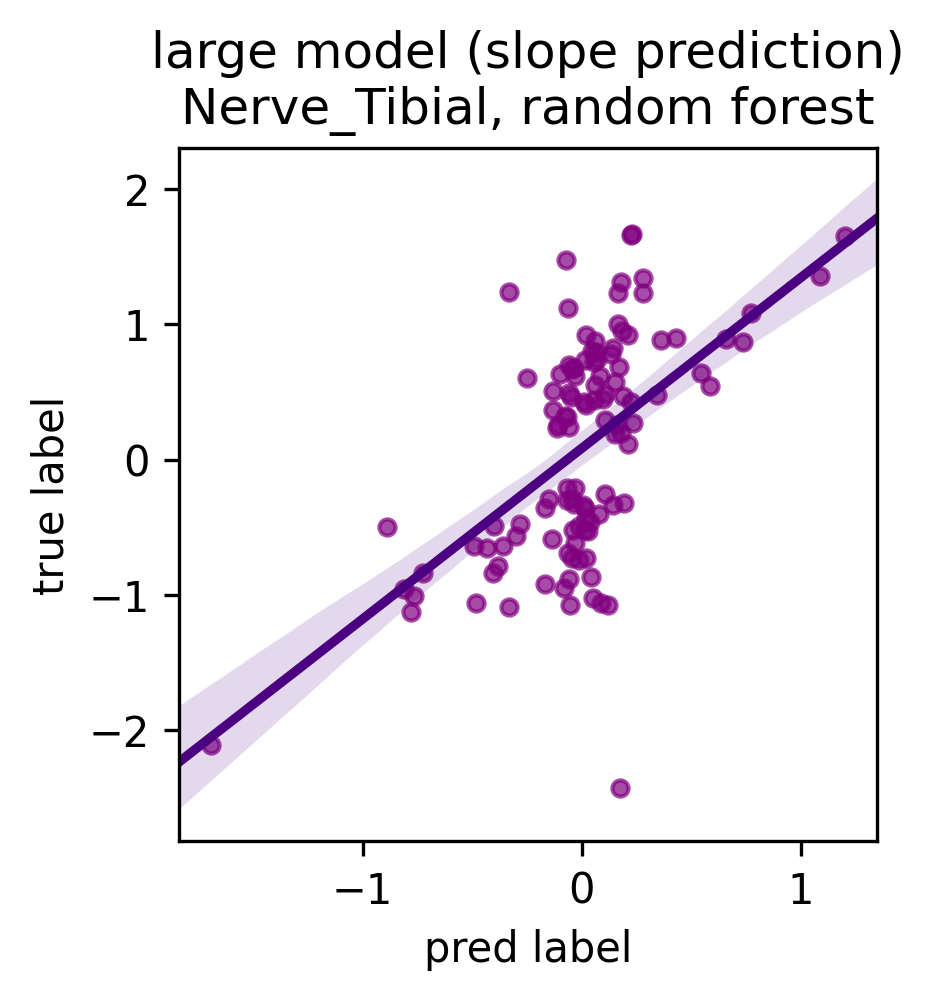 large model (slope prediction)
Nerve_Tibial, random forest
2
1
0
−1
−2
true label
−1
0
1
pred label